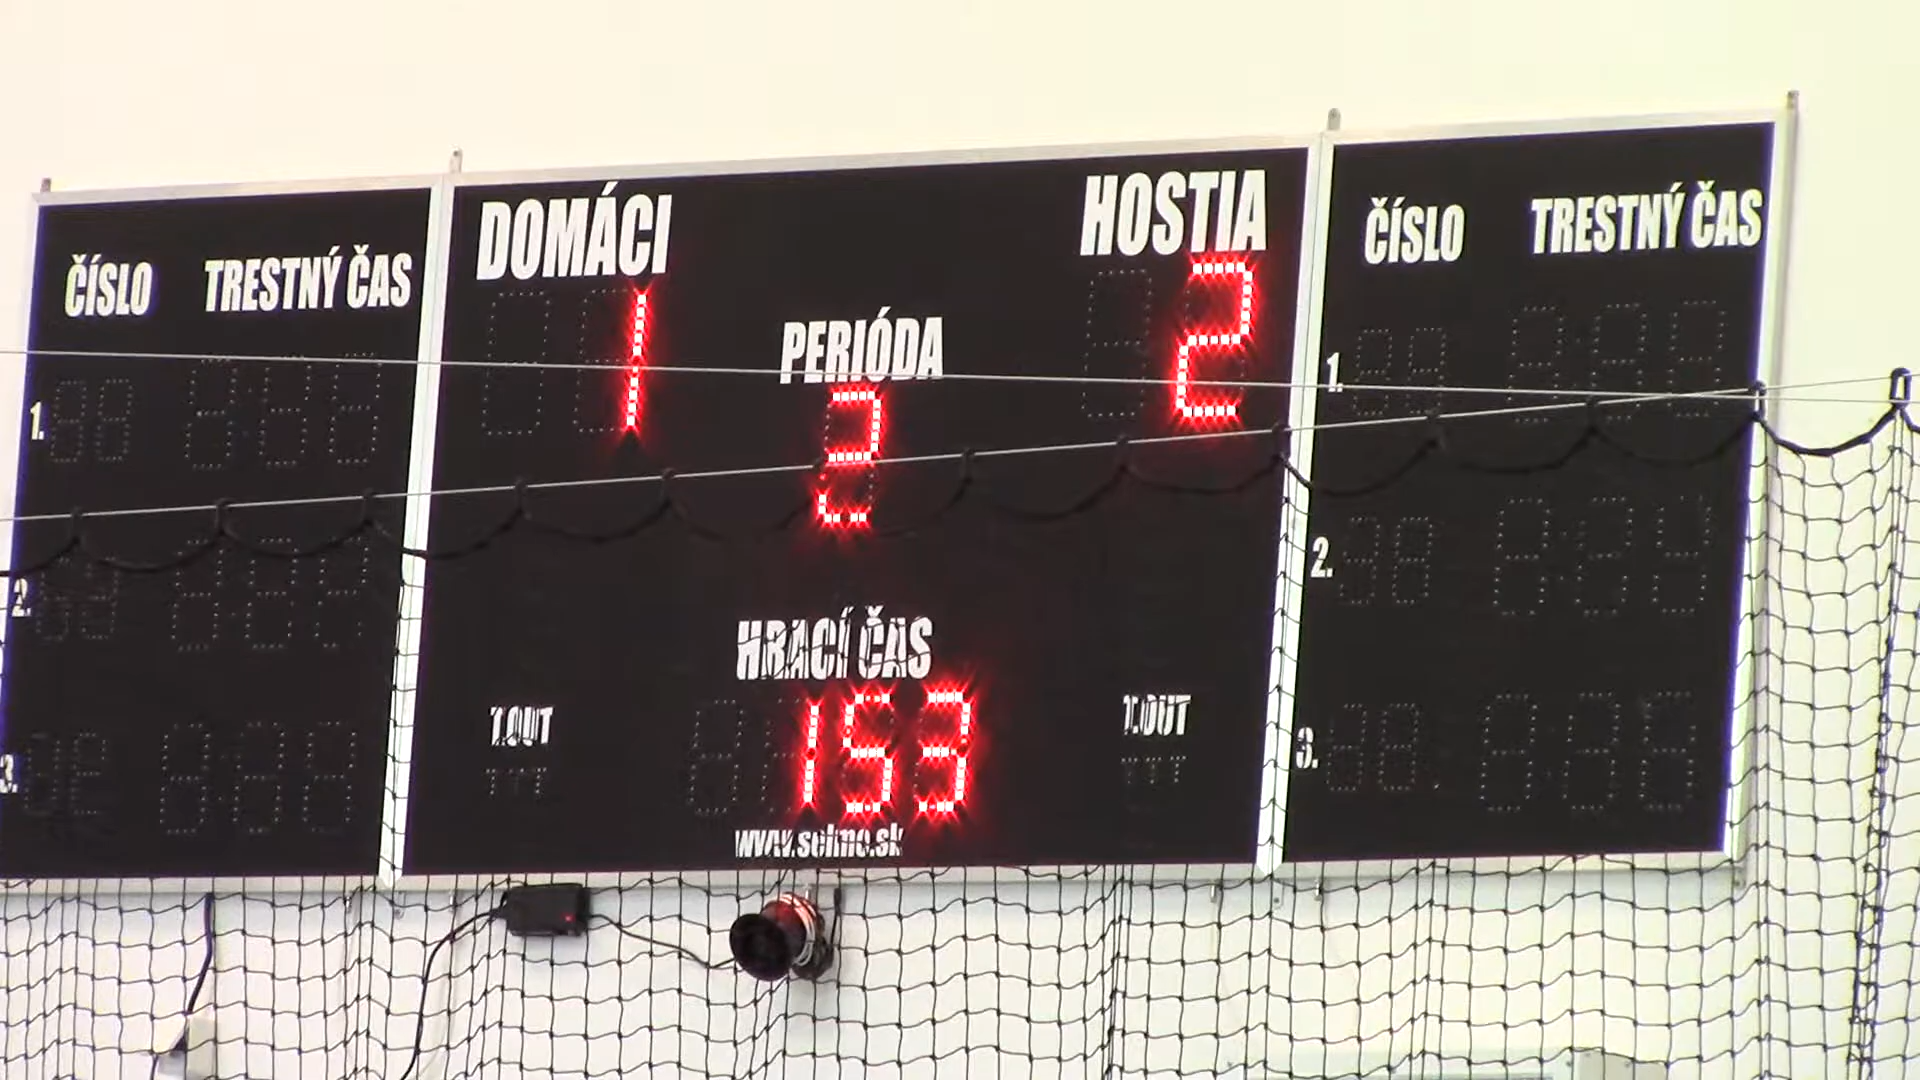 DOMÁCI
HOSTIA
1
2
PERIÓDA
2
HRACÍ ČAS
153
T.OUT
T.OUT
www.selmo.sk
ČÍSLO TRESTNÝ ČAS
1.
2.
3.
ČÍSLO TRESTNÝ ČAS
1.
2.
3.